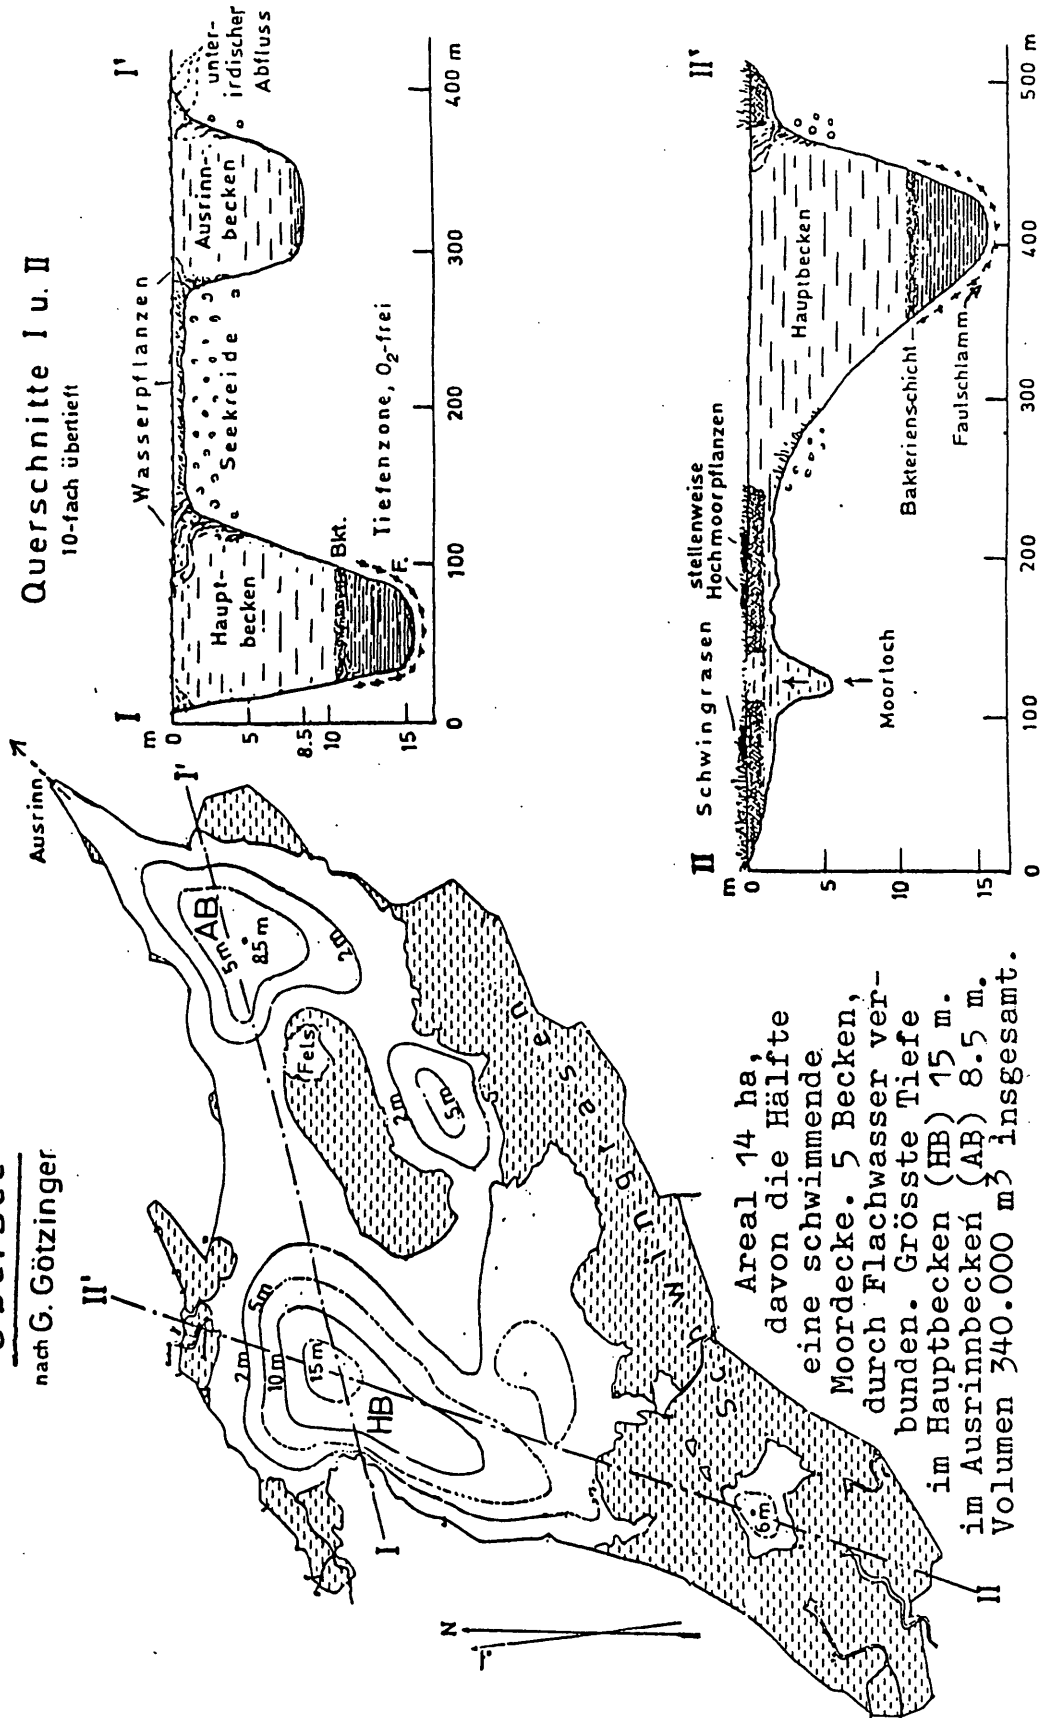 nach G. Götzinger
Querschnitte I u. II
10-fach übertieft
Wasserpflanzen
I
I'
m
0
5
8.5
10
15
Haupt-
becken
Bkt.
F.
Seekreide
Tiefenzone, O₂-frei
Ausrinn-
becken
unter-
irdischer
Abfluss
0
100
200
300
400 m
Ausrinn
I'
AB
5m
8.5 m
2m
Fels
2m
5m
II'
2m
5m
10m
15m
HB
I
N
6m
II
Schwingrasen
Areal 14 ha,
davon die Hälfte
eine schwimmende
Moordecke. 5 Becken,
durch Flachwasser ver-
bunden. Grösste Tiefe
im Hauptbecken (HB) 15 m.
im Ausrinnbecken (AB) 8.5 m.
Volumen 340.000 m³ insgesamt.
II
Schwingrasen
stellenweise
Hochmoorpflanzen
II'
m
0
5
10
15
Moorloch
Hauptbecken
Bakterienschicht
Faulschlamm
0
100
200
300
400
500 m